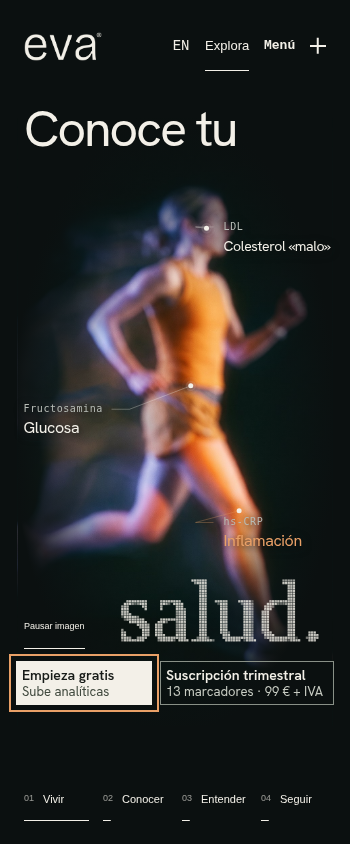 eva®
EN Explora Menú
Conoce tu
LDL
Colesterol «malo»
Fructosamina
Glucosa
hs-CRP
Inflamación
salud.
Pausar imagen
Empieza gratis
Sube analíticas
Suscripción trimestral
13 marcadores · 99 € + IVA
01 Vivir 02 Conocer 03 Entender 04 Seguir